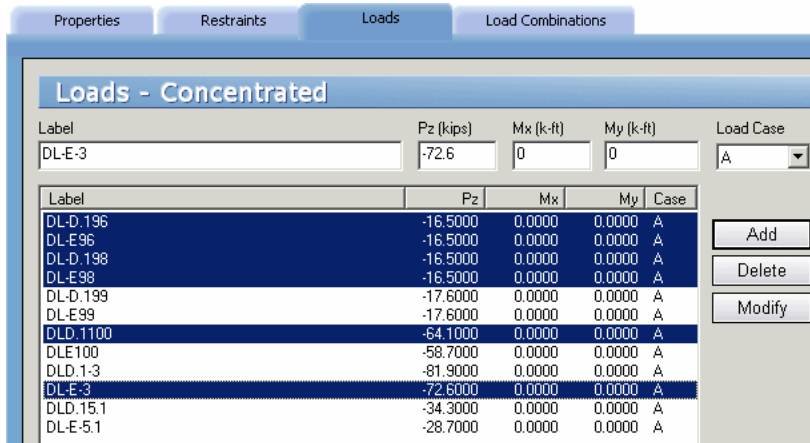 Properties Restraints Loads Load Combinations
Loads - Concentrated
Label Pz (kips) Mx (k-ft) My (k-ft) Load Case
DL-E-3 -72.6 0 0 A
Label Pz Mx My Case
DL-D.196 -16.5000 0.0000 0.0000 A
DL-E96 -16.5000 0.0000 0.0000 A
DL-D.198 -16.5000 0.0000 0.0000 A
DL-E98 -16.5000 0.0000 0.0000 A
DL-D.199 -17.6000 0.0000 0.0000 A
DL-E99 -17.6000 0.0000 0.0000 A
DLD.1100 -64.1000 0.0000 0.0000 A
DLE100 -58.7000 0.0000 0.0000 A
DLD.1-3 -81.9000 0.0000 0.0000 A
DL-E-3 -72.6000 0.0000 0.0000 A
DLD.15.1 -34.3000 0.0000 0.0000 A
DL-E-5.1 -28.7000 0.0000 0.0000 A
Add
Delete
Modify